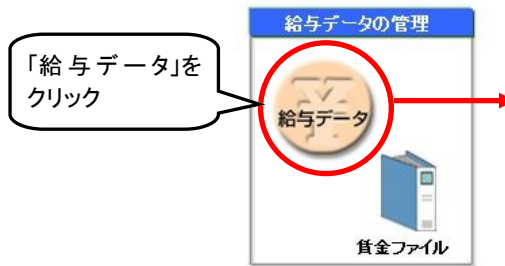 給与データの管理
「給与データ」を
クリック
給与データ
賃金ファイル